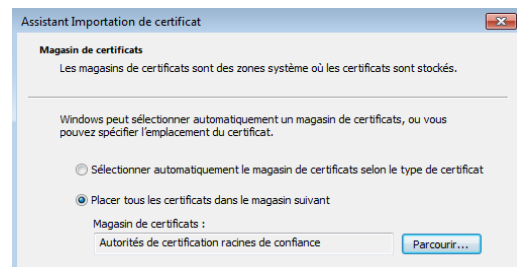 Assistant Importation de certificat
Magasin de certificats
Les magasins de certificats sont des zones système où les certificats sont stockés.
Windows peut sélectionner automatiquement un magasin de certificats, ou vous
pouvez spécifier l'emplacement du certificat.
Sélectionner automatiquement le magasin de certificats selon le type de certificat
Placer tous les certificats dans le magasin suivant
Magasin de certificats :
Autorités de certification racines de confiance
Parcourir...